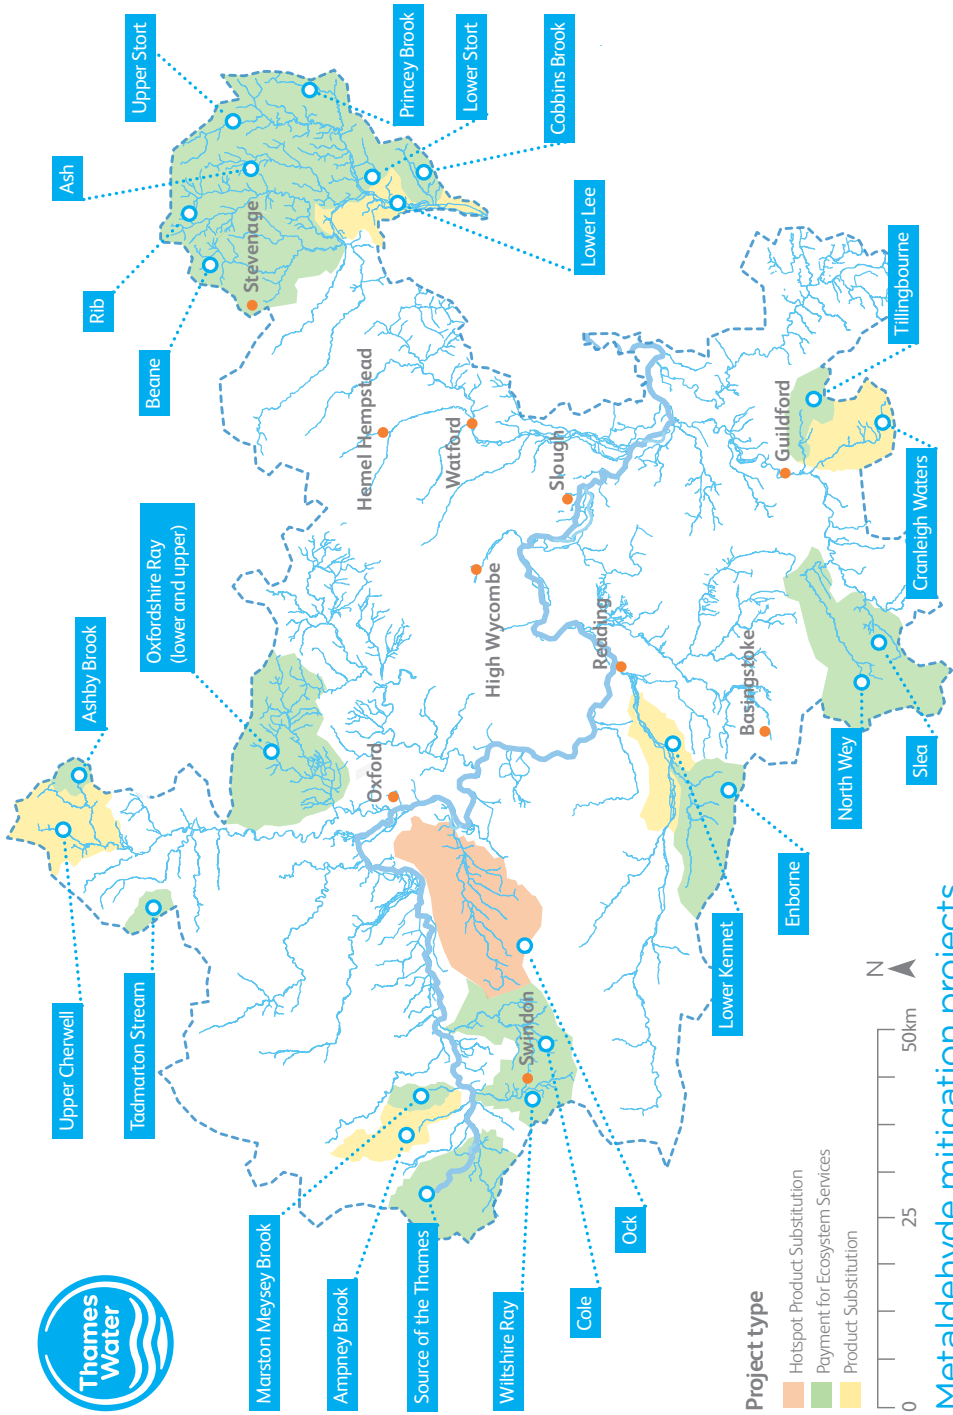 Thames
Water
Upper Cherwell
Tadmarton Stream
Ashby Brook
Oxfordshire Ray
(lower and upper)
Beane
Rib
Ash
Upper Stort
Princey Brook
Lower Stort
Cobbins Brook
Lower Lee
Stevenage
Hemel Hempstead
Watford
Slough
High Wycombe
Reading
Oxford
Swindon
Basingstoke
Guildford
Tillingbourne
Cranleigh Waters
Slea
North Wey
Enborne
Lower Kennet
Marston Meysey Brook
Ampney Brook
Source of the Thames
Wiltshire Ray
Cole
Ock
Project type
Hotspot Product Substitution
Payment for Ecosystem Services
Product Substitution
N
0
25
50km
Metaldehyde mitigation projects